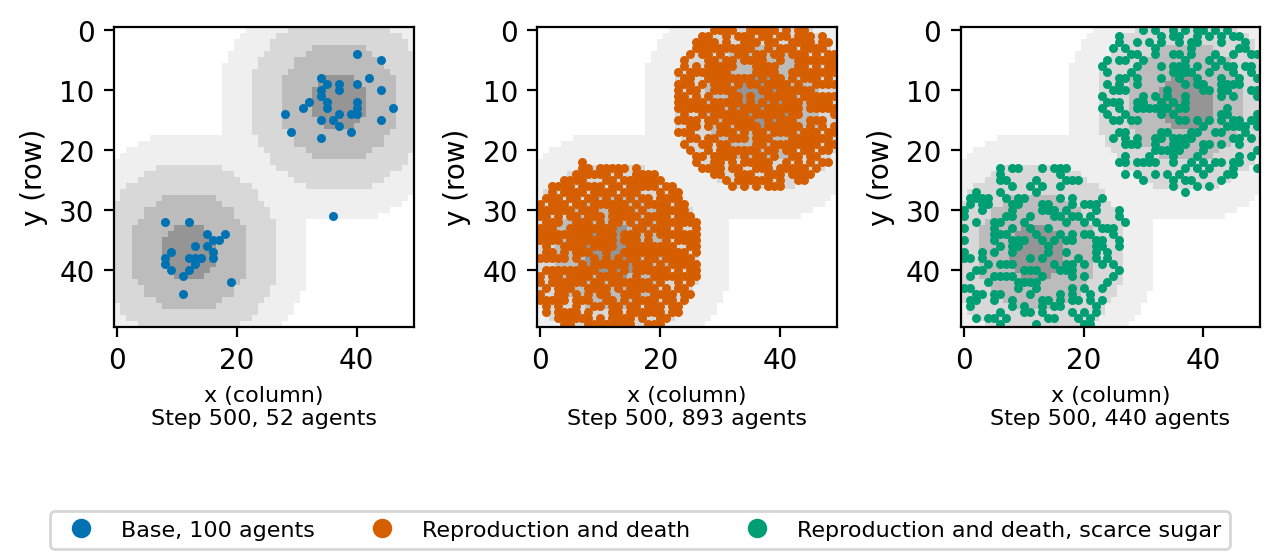 0
10
20
30
40
y (row)
0
20
40
x (column)
Step 500, 52 agents
0
10
20
30
40
y (row)
0
20
40
x (column)
Step 500, 893 agents
0
10
20
30
40
y (row)
0
20
40
x (column)
Step 500, 440 agents
Base, 100 agents
Reproduction and death
Reproduction and death, scarce sugar